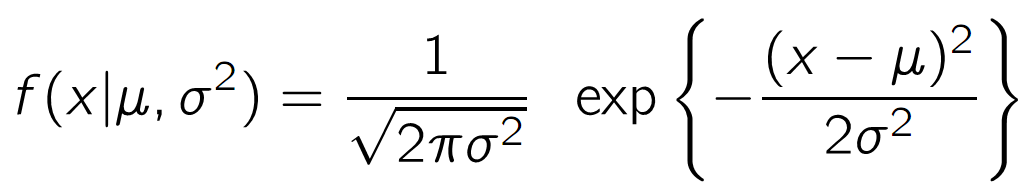 f(x|μ, σ²) = 1/√(2πσ²) exp {−(x − μ)²/2σ²}